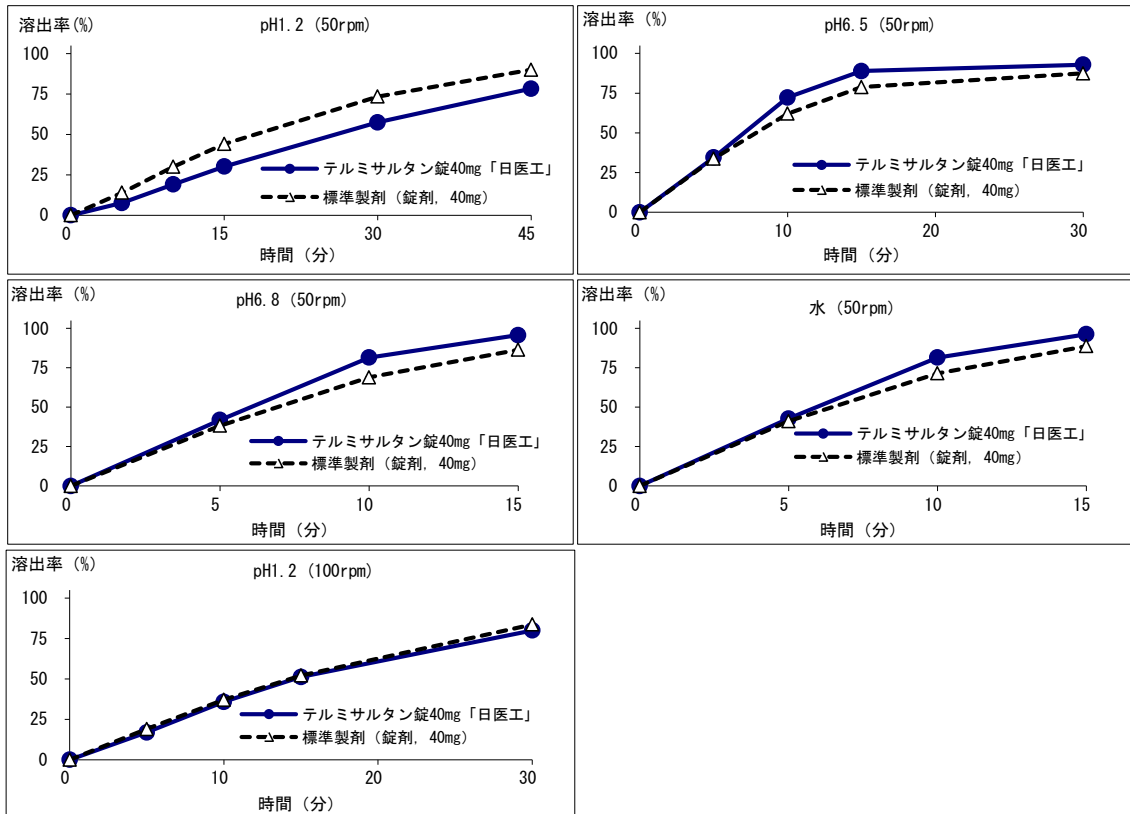 溶出率(%)
pH1.2 (50rpm)
100
75
50
25
0
0
15
30
45
時間(分)
テルミサルタン錠40mg「日医工」
標準製剤(錠剤, 40mg)
溶出率(%)
pH6.5 (50rpm)
100
75
50
25
0
0
10
20
30
時間(分)
テルミサルタン錠40mg「日医工」
標準製剤(錠剤, 40mg)
溶出率(%)
pH6.8 (50rpm)
100
75
50
25
0
0
5
10
15
時間(分)
テルミサルタン錠40mg「日医工」
標準製剤(錠剤, 40mg)
溶出率(%)
水(50rpm)
100
75
50
25
0
0
5
10
15
時間(分)
テルミサルタン錠40mg「日医工」
標準製剤(錠剤, 40mg)
溶出率(%)
pH1.2 (100rpm)
100
75
50
25
0
0
10
20
30
時間(分)
テルミサルタン錠40mg「日医工」
標準製剤(錠剤, 40mg)